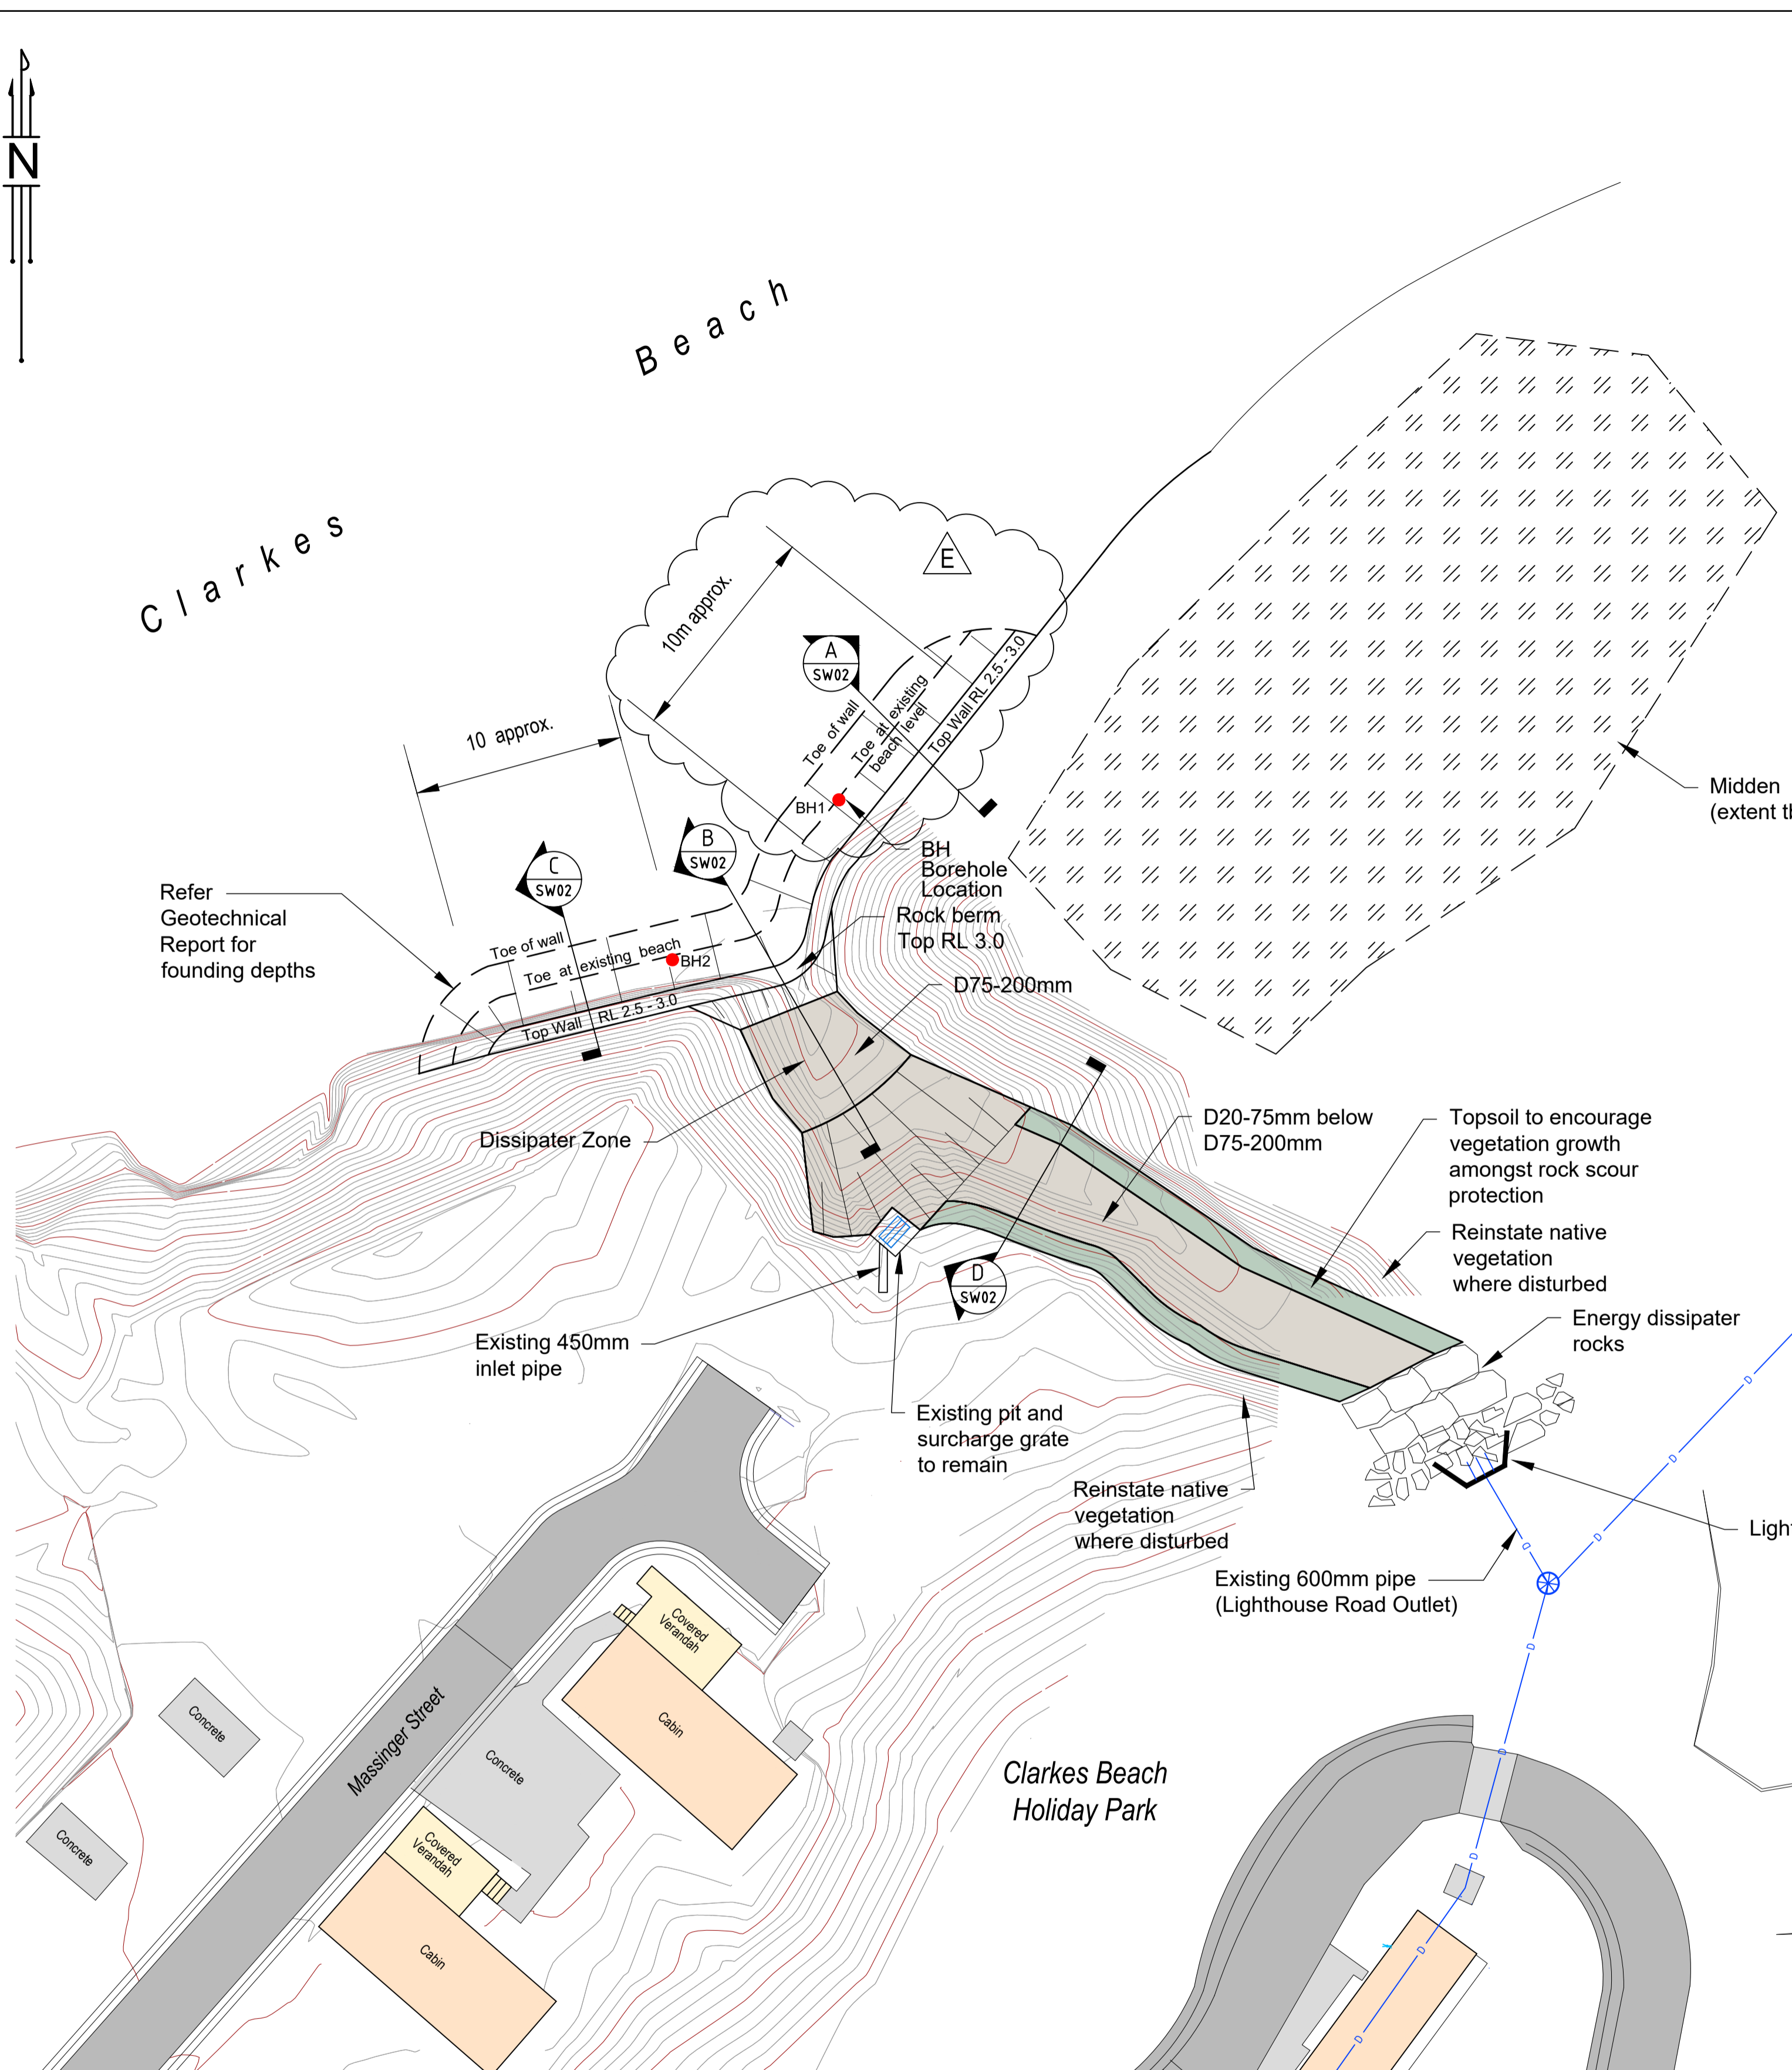 N
Clarkes Beach
E
10m approx.
10 approx.
A
SW02
Toe of wall
Toe at existing
beach level
Top Wall RL 2.5 - 3.0
BH1
B
SW02
C
SW02
BH
Borehole
Location
Rock berm
Top RL 3.0
Refer
Geotechnical
Report for
founding depths
Toe of wall
Toe at existing beach
BH2
Top Wall RL 2.5 - 3.0
D75-200mm
Midden
Dissipater Zone
D20-75mm below
D75-200mm
Topsoil to encourage
vegetation growth
amongst rock scour
protection
Reinstate native
vegetation
where disturbed
D
SW02
Energy dissipater
rocks
Existing 450mm
inlet pipe
Existing pit and
surcharge grate
to remain
Reinstate native
vegetation
where disturbed
Existing 600mm pipe
(Lighthouse Road Outlet)
D
D
D
D
D
D
D
D
D
Massinger Street
Covered
Verandah
Cabin
Concrete
Concrete
Concrete
Covered
Verandah
Cabin
Clarkes Beach
Holiday Park